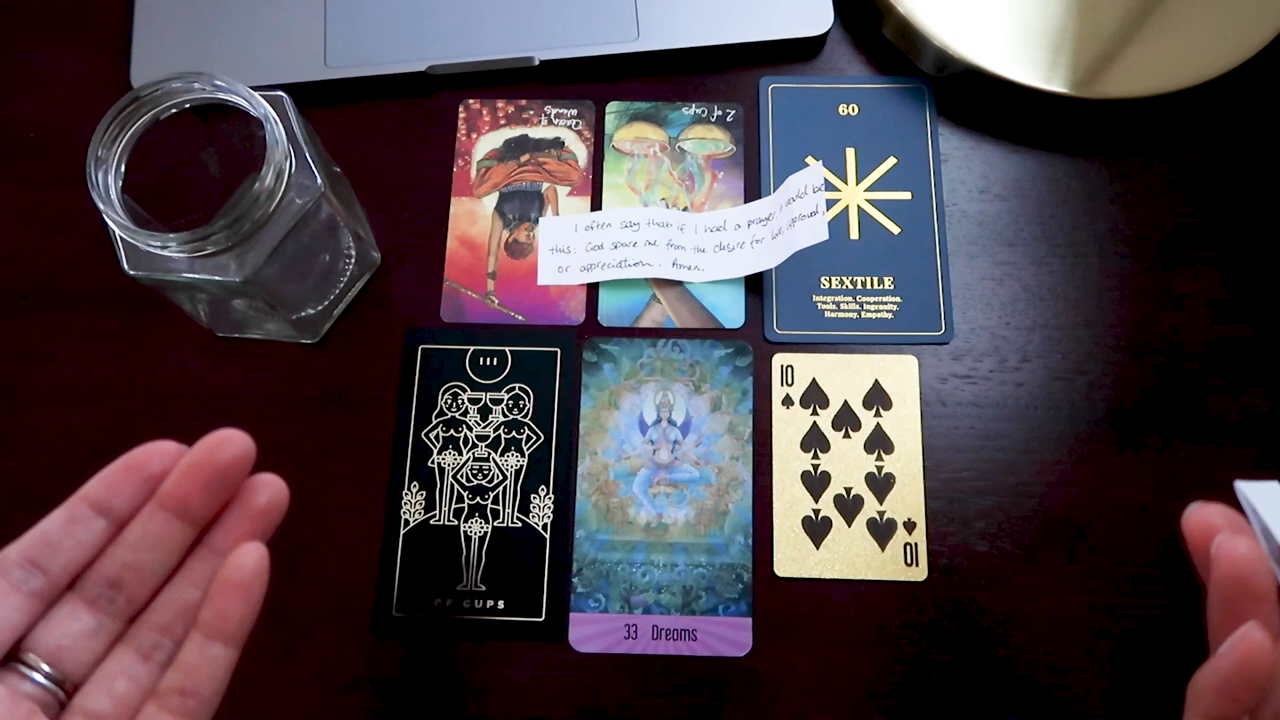 Queen of
Wands
2 of Cups
60
I often say that if I had a prayer, it would be
this: God spare me from the desire for love, approval,
or appreciation. Amen.
SEXTILE
Integration. Cooperation.
Tools. Skills. Ingenuity.
Harmony. Empathy.
III
OF CUPS
33 Dreams
10
10